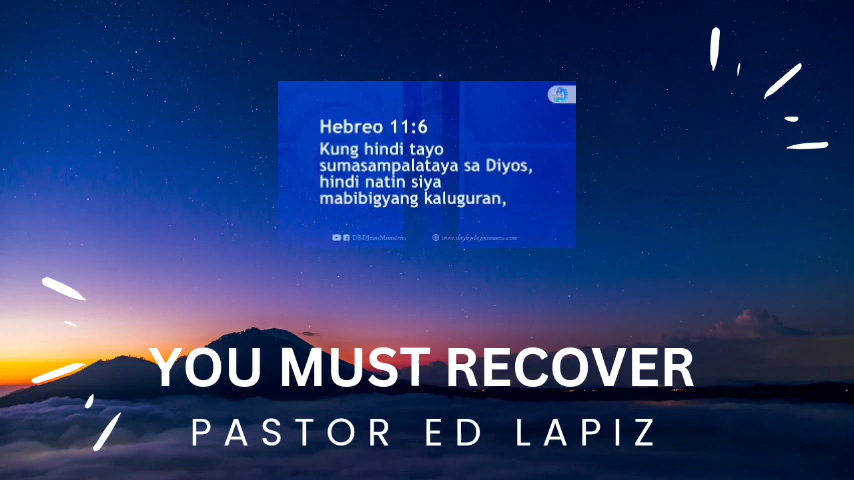 Hebreo 11:6
Kung hindi tayo
sumasampalataya sa Diyos,
hindi natin siya
mabibigyang kaluguran,
YOU MUST RECOVER
PASTOR ED LAPIZ